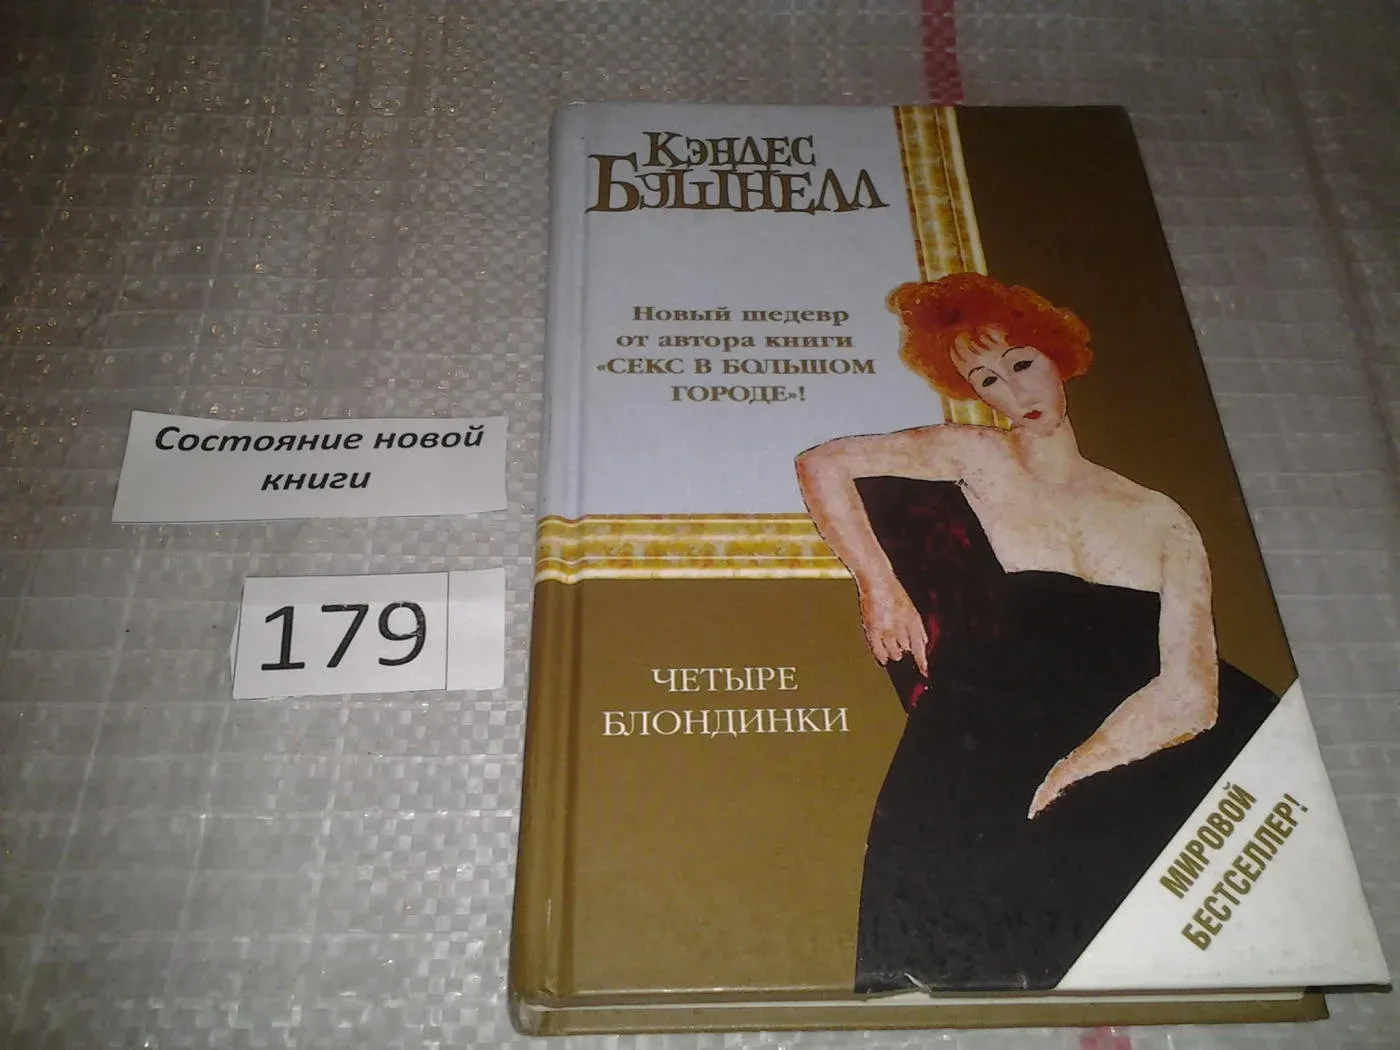 Кэндес
Бушнелл
Новый шедевр
от автора книги
«СЕКС В БОЛЬШОМ
ГОРОДЕ»!
Состояние новой
книги
179
ЧЕТЫРЕ
БЛОНДИНКИ
МИРОВОЙ
БЕСТСЕЛЛЕР!